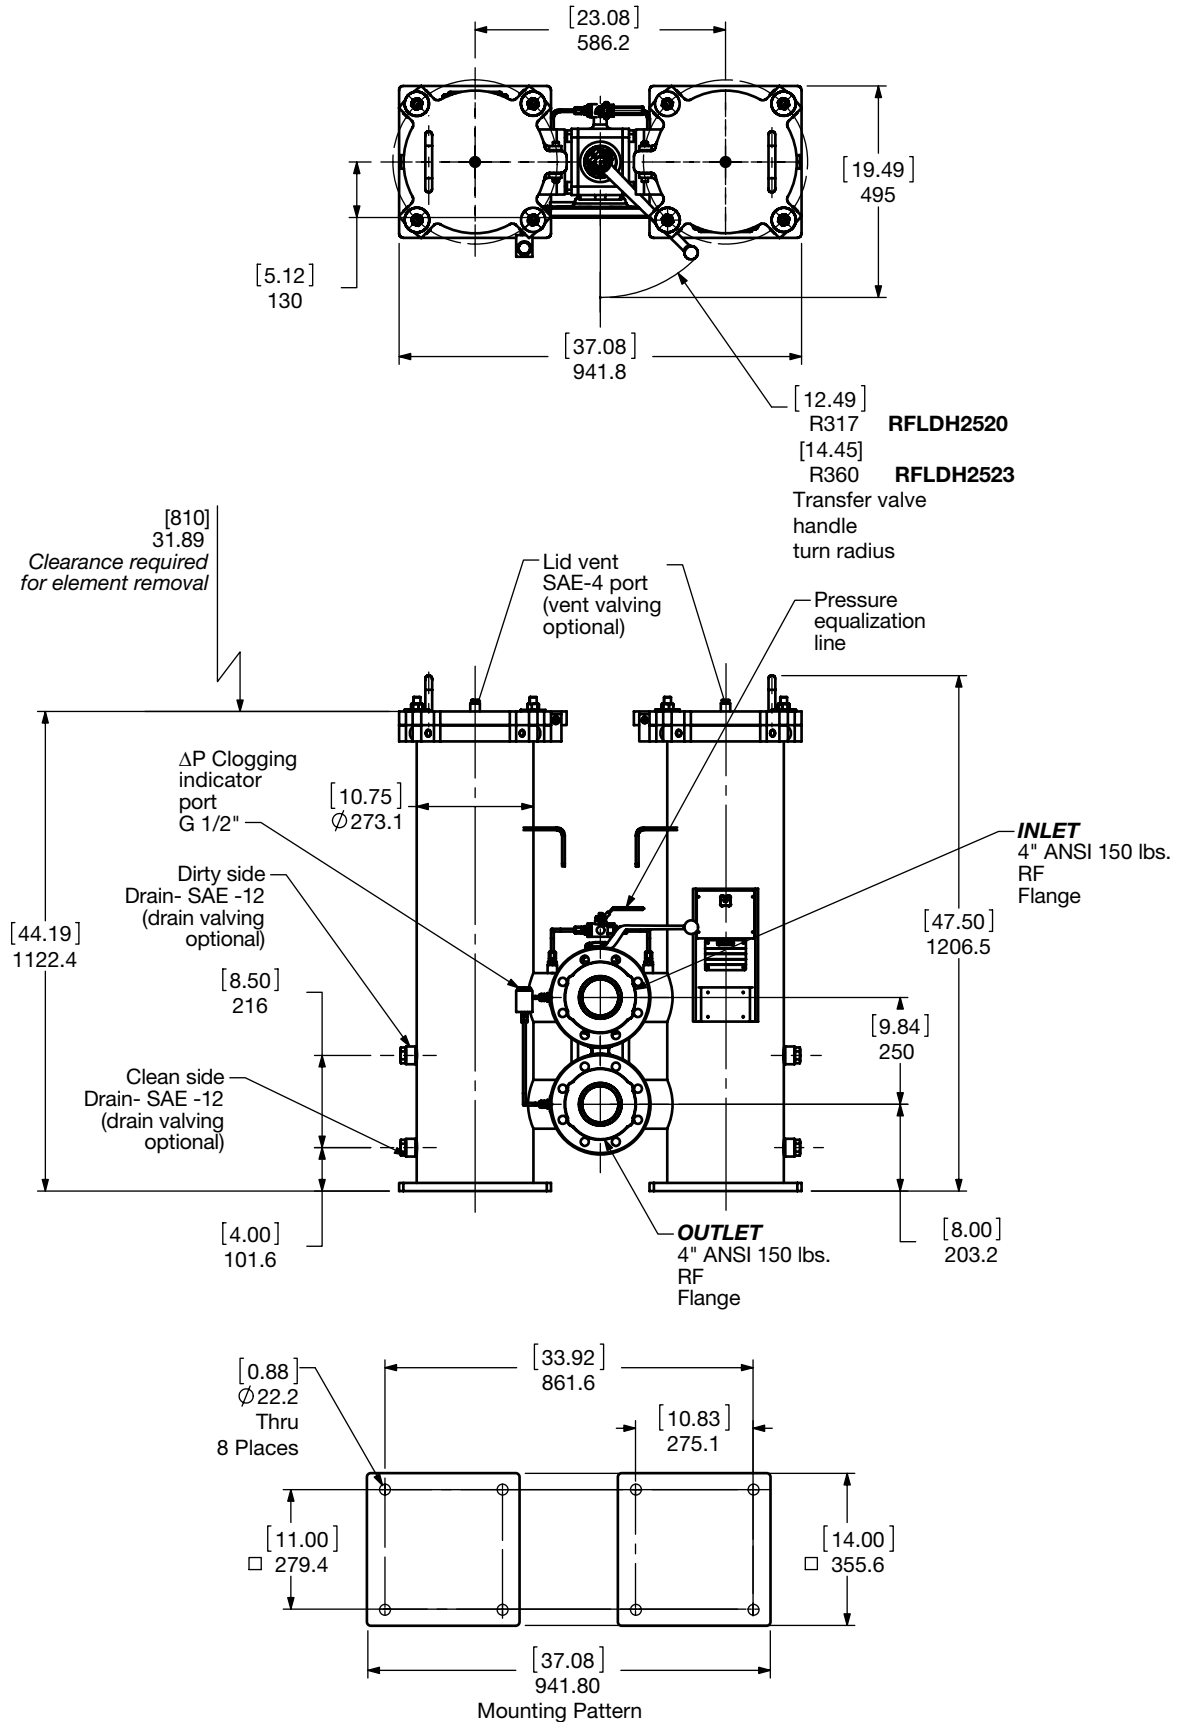 [23.08]
586.2
[19.49]
495
[5.12]
130
[37.08]
941.8
[12.49]
R317 RFLDH2520
[14.45]
R360 RFLDH2523
Transfer valve
handle
turn radius
[810]
31.89
Clearance required
for element removal
Lid vent
SAE-4 port
(vent valving
optional)
Pressure
equalization
line
ΔP Clogging
indicator
port
G 1/2"
[10.75]
Ø273.1
INLET
4" ANSI 150 lbs.
RF
Flange
Dirty side
Drain- SAE -12
(drain valving
optional)
[44.19]
1122.4
[47.50]
1206.5
[8.50]
216
[9.84]
250
Clean side
Drain- SAE -12
(drain valving
optional)
[4.00]
101.6
OUTLET
4" ANSI 150 lbs.
RF
Flange
[8.00]
203.2
[0.88]
Ø22.2
Thru
8 Places
[33.92]
861.6
[10.83]
275.1
[11.00]
□ 279.4
[14.00]
□ 355.6
[37.08]
941.80
Mounting Pattern